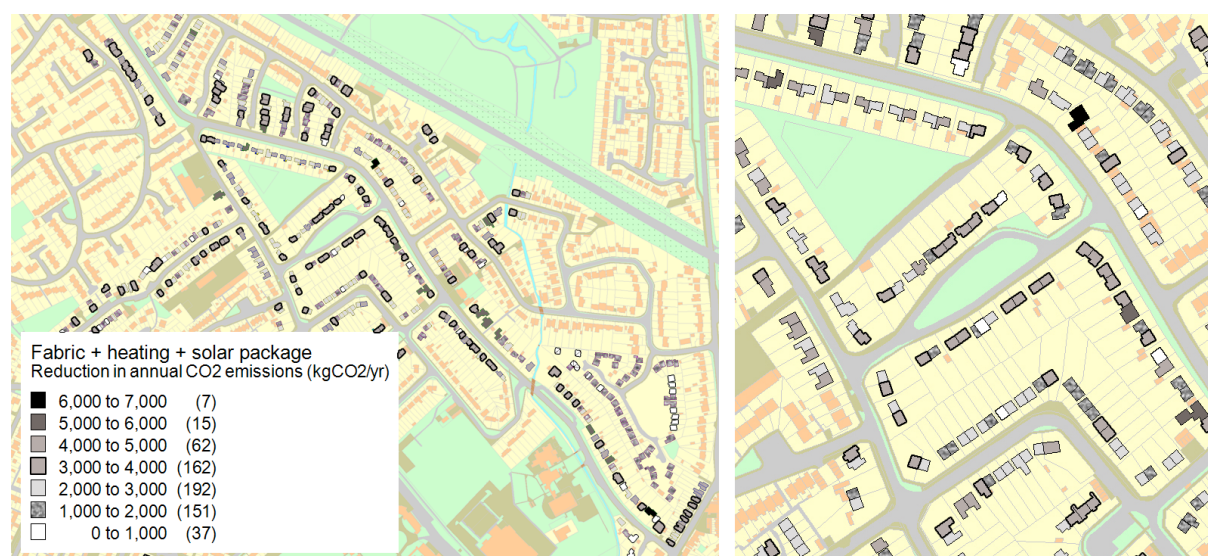 Fabric + heating + solar package
Reduction in annual CO2 emissions (kgCO2/yr)
6,000 to 7,000 (7)
5,000 to 6,000 (15)
4,000 to 5,000 (62)
3,000 to 4,000 (162)
2,000 to 3,000 (192)
1,000 to 2,000 (151)
0 to 1,000 (37)